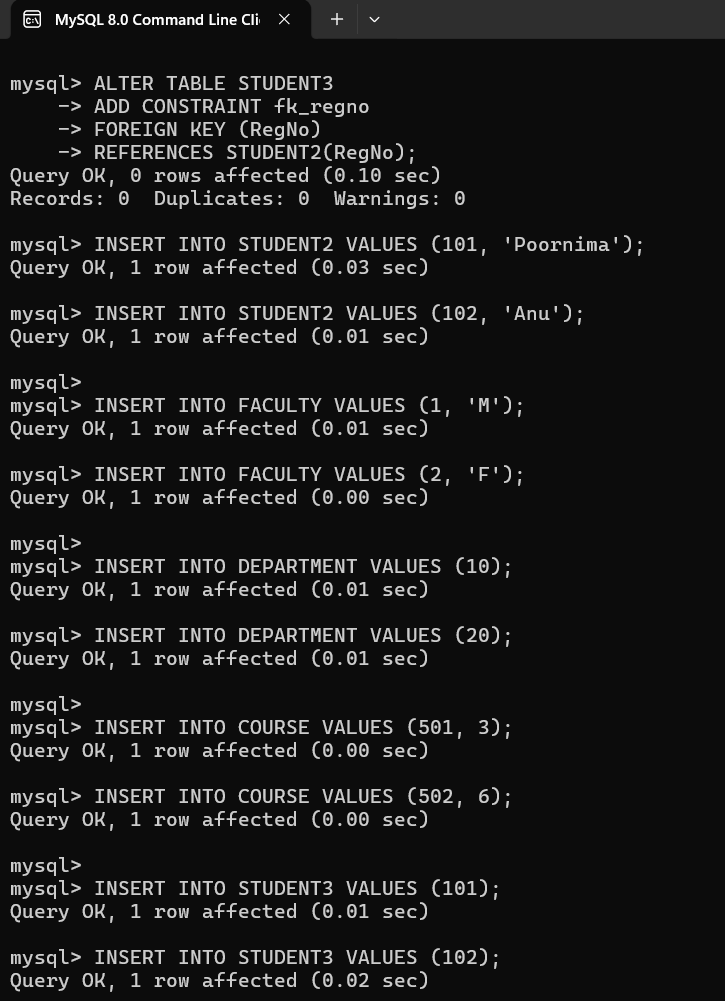 MySQL 8.0 Command Line Cli
mysql> ALTER TABLE STUDENT3
    -> ADD CONSTRAINT fk_regno
    -> FOREIGN KEY (RegNo)
    -> REFERENCES STUDENT2(RegNo);
Query OK, 0 rows affected (0.10 sec)
Records: 0  Duplicates: 0  Warnings: 0
mysql> INSERT INTO STUDENT2 VALUES (101, 'Poornima');
Query OK, 1 row affected (0.03 sec)
mysql> INSERT INTO STUDENT2 VALUES (102, 'Anu');
Query OK, 1 row affected (0.01 sec)
mysql>
mysql> INSERT INTO FACULTY VALUES (1, 'M');
Query OK, 1 row affected (0.01 sec)
mysql> INSERT INTO FACULTY VALUES (2, 'F');
Query OK, 1 row affected (0.00 sec)
mysql>
mysql> INSERT INTO DEPARTMENT VALUES (10);
Query OK, 1 row affected (0.01 sec)
mysql> INSERT INTO DEPARTMENT VALUES (20);
Query OK, 1 row affected (0.01 sec)
mysql>
mysql> INSERT INTO COURSE VALUES (501, 3);
Query OK, 1 row affected (0.00 sec)
mysql> INSERT INTO COURSE VALUES (502, 6);
Query OK, 1 row affected (0.00 sec)
mysql>
mysql> INSERT INTO STUDENT3 VALUES (101);
Query OK, 1 row affected (0.01 sec)
mysql> INSERT INTO STUDENT3 VALUES (102);
Query OK, 1 row affected (0.02 sec)